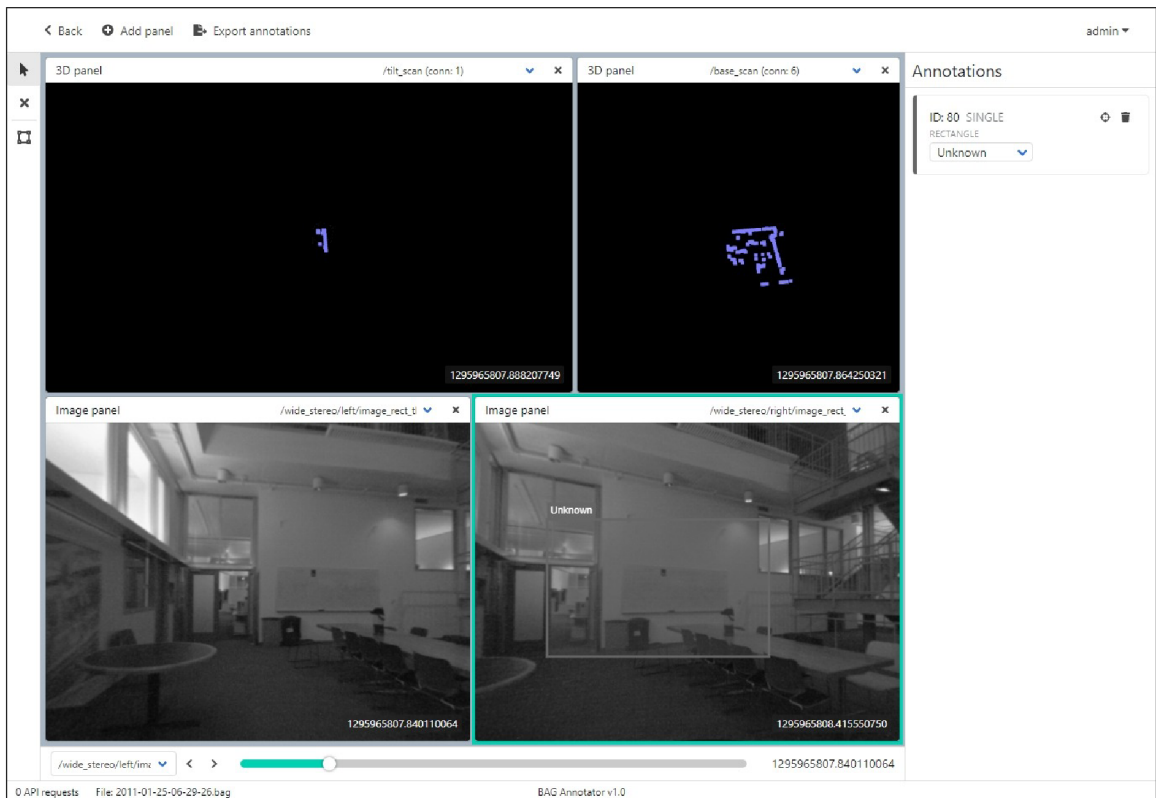 Back Add panel Export annotations admin
3D panel /tilt_scan (conn: 1)
1295965807.888207749
3D panel /base_scan (conn: 6)
1295965807.864250321
Image panel /wide_stereo/left/image_rect_tl
1295965807.840110064
Image panel /wide_stereo/right/image_rect_
Unknown
1295965808.415550750
/wide_stereo/left/ima 1295965807.840110064
Annotations
ID: 80 SINGLE
RECTANGLE
Unknown
0 API requests File: 2011-01-25-06-29-26.bag BAG Annotator v1.0